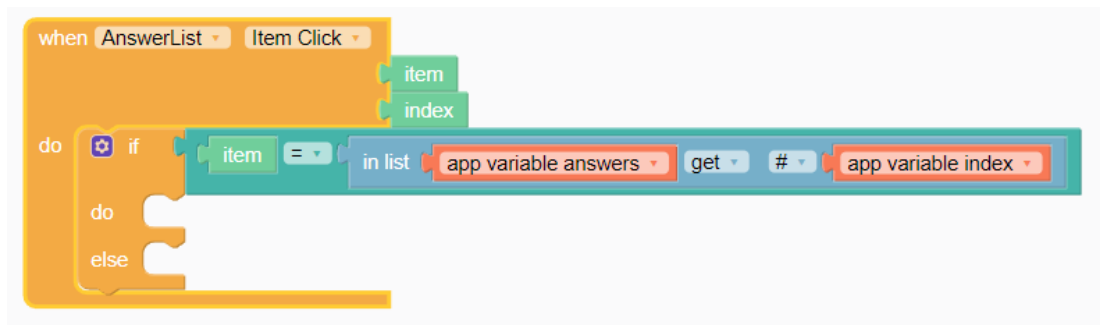 when AnswerList Item Click
item
index
do if item = in list app variable answers get # app variable index
do
else